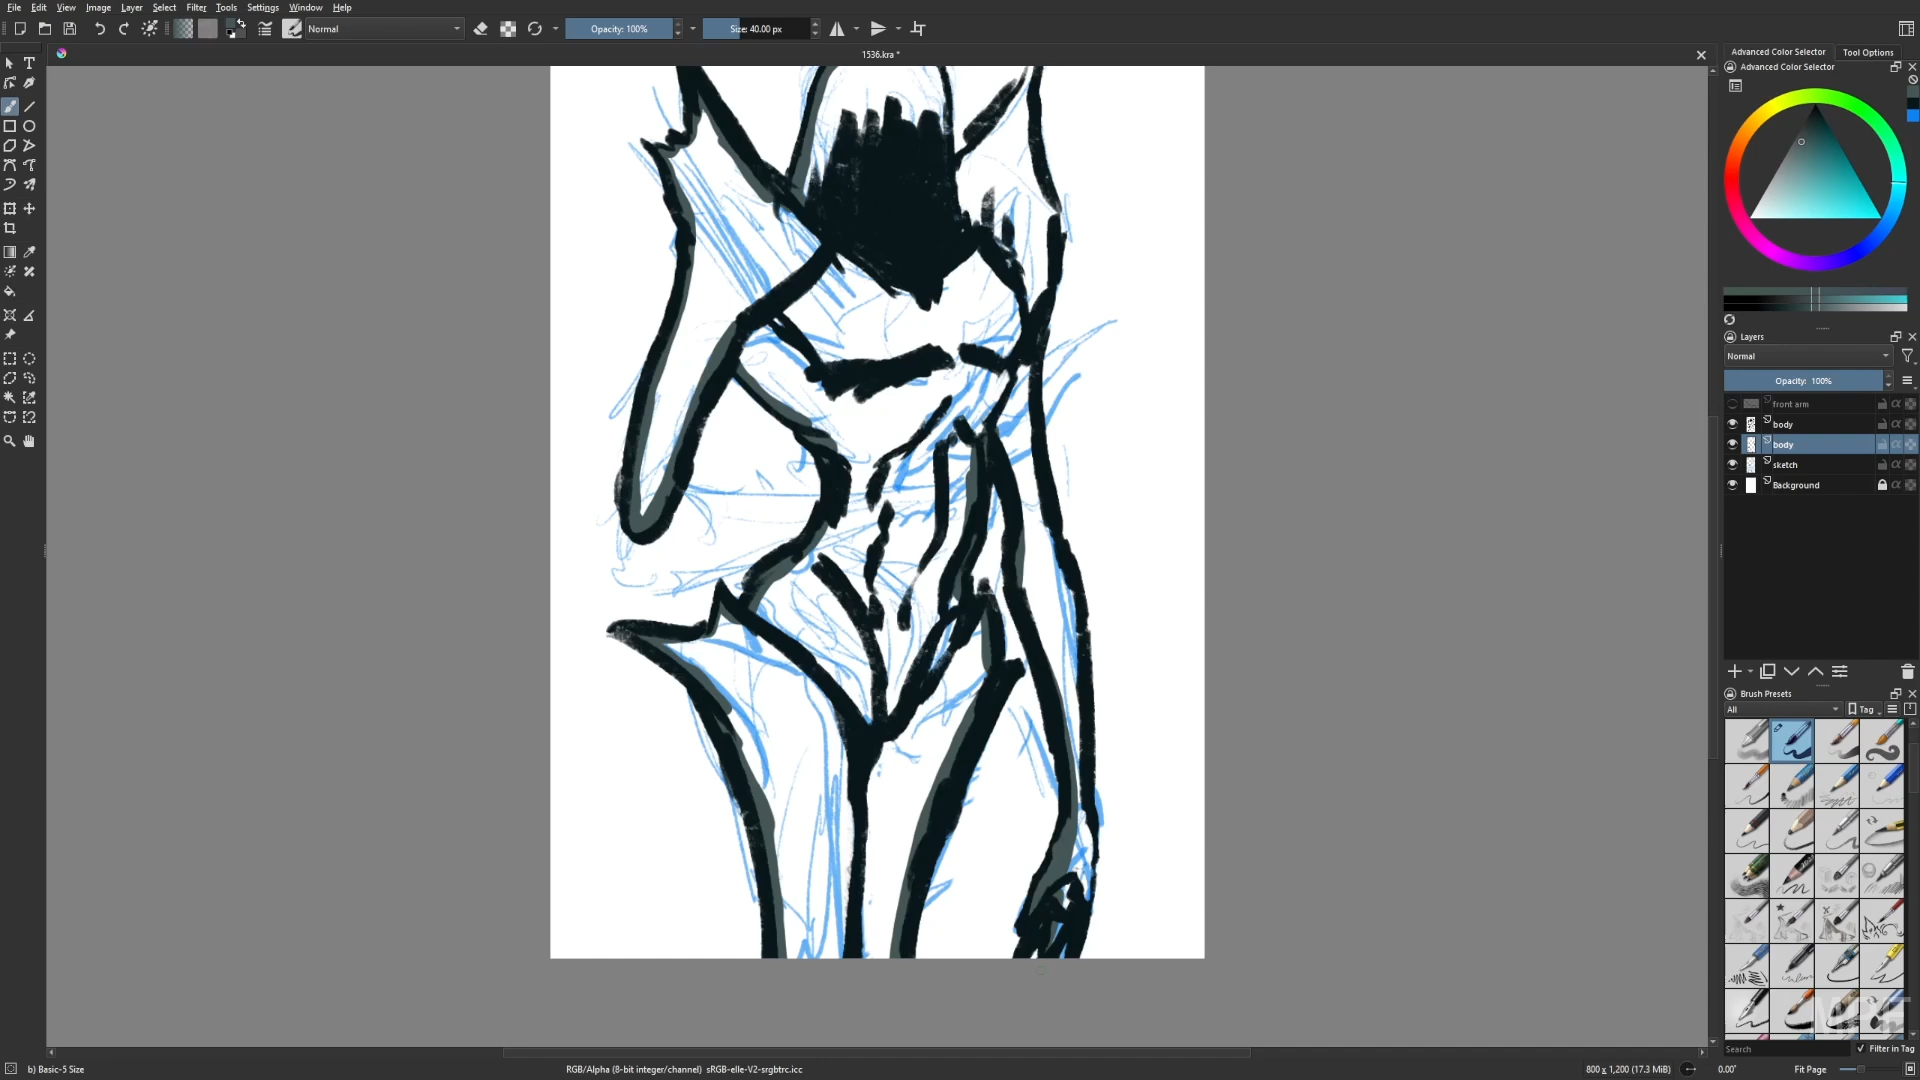 File Edit View Image Layer Select Filter Tools Settings Window Help
Normal Opacity: 100% Size: 40.00 px
1536.kra *
Advanced Color Selector Tool Options
Advanced Color Selector
Layers
Normal
Opacity: 100%
front arm
body
body
sketch
Background
Brush Presets
All Tag
Search Filter in Tag
b) Basic-5 Size RGB/Alpha (8-bit integer/channel) sRGB-elle-V2-srgbtrc.icc 800 x 1,200 (17.3 MiB) 0.00° Fit Page